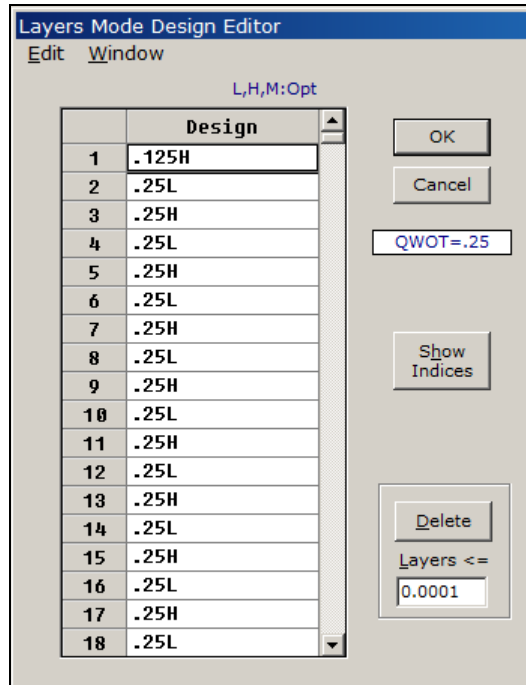 Layers Mode Design Editor
Edit Window
L,H,M:Opt
Design
1 .125H
2 .25L
3 .25H
4 .25L
5 .25H
6 .25L
7 .25H
8 .25L
9 .25H
10 .25L
11 .25H
12 .25L
13 .25H
14 .25L
15 .25H
16 .25L
17 .25H
18 .25L
OK
Cancel
QWOT=.25
Show
Indices
Delete
Layers <=
0.0001